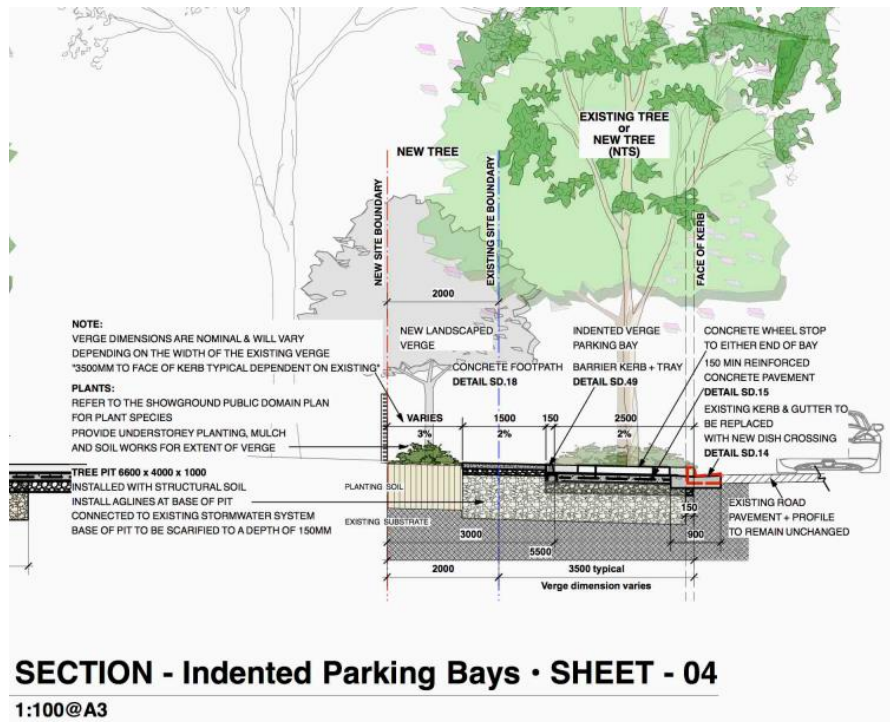 EXISTING TREE
or
NEW TREE
(NTS)
NEW TREE
NEW SITE BOUNDARY
EXISTING SITE BOUNDARY
FACE OF KERB
2000
NOTE:
VERGE DIMENSIONS ARE NOMINAL & WILL VARY
DEPENDING ON THE WIDTH OF THE EXISTING VERGE
*3500MM TO FACE OF KERB TYPICAL DEPENDENT ON EXISTING*
PLANTS:
REFER TO THE SHOWGROUND PUBLIC DOMAIN PLAN
FOR PLANT SPECIES
PROVIDE UNDERSTOREY PLANTING, MULCH
AND SOIL WORKS FOR EXTENT OF VERGE
TREE PIT 6600 x 4000 x 1000
INSTALLED WITH STRUCTURAL SOIL
INSTALL AGLINES AT BASE OF PIT
CONNECTED TO EXISTING STORMWATER SYSTEM
BASE OF PIT TO BE SCARIFIED TO A DEPTH OF 150MM
NEW LANDSCAPED
VERGE
CONCRETE FOOTPATH
DETAIL SD.18
INDENTED VERGE
PARKING BAY
BARRIER KERB + TRAY
DETAIL SD.49
CONCRETE WHEEL STOP
TO EITHER END OF BAY
150 MIN REINFORCED
CONCRETE PAVEMENT
DETAIL SD.15
EXISTING KERB & GUTTER TO
BE REPLACED
WITH NEW DISH CROSSING
DETAIL SD.14
VARIES 1500 150 2500
3% 2% 2%
PLANTING SOIL
EXISTING SUBSTRATE
150
EXISTING ROAD
PAVEMENT + PROFILE
TO REMAIN UNCHANGED
3000 900
5500
2000 3500 typical
Verge dimension varies
SECTION - Indented Parking Bays • SHEET - 04
1:100@A3